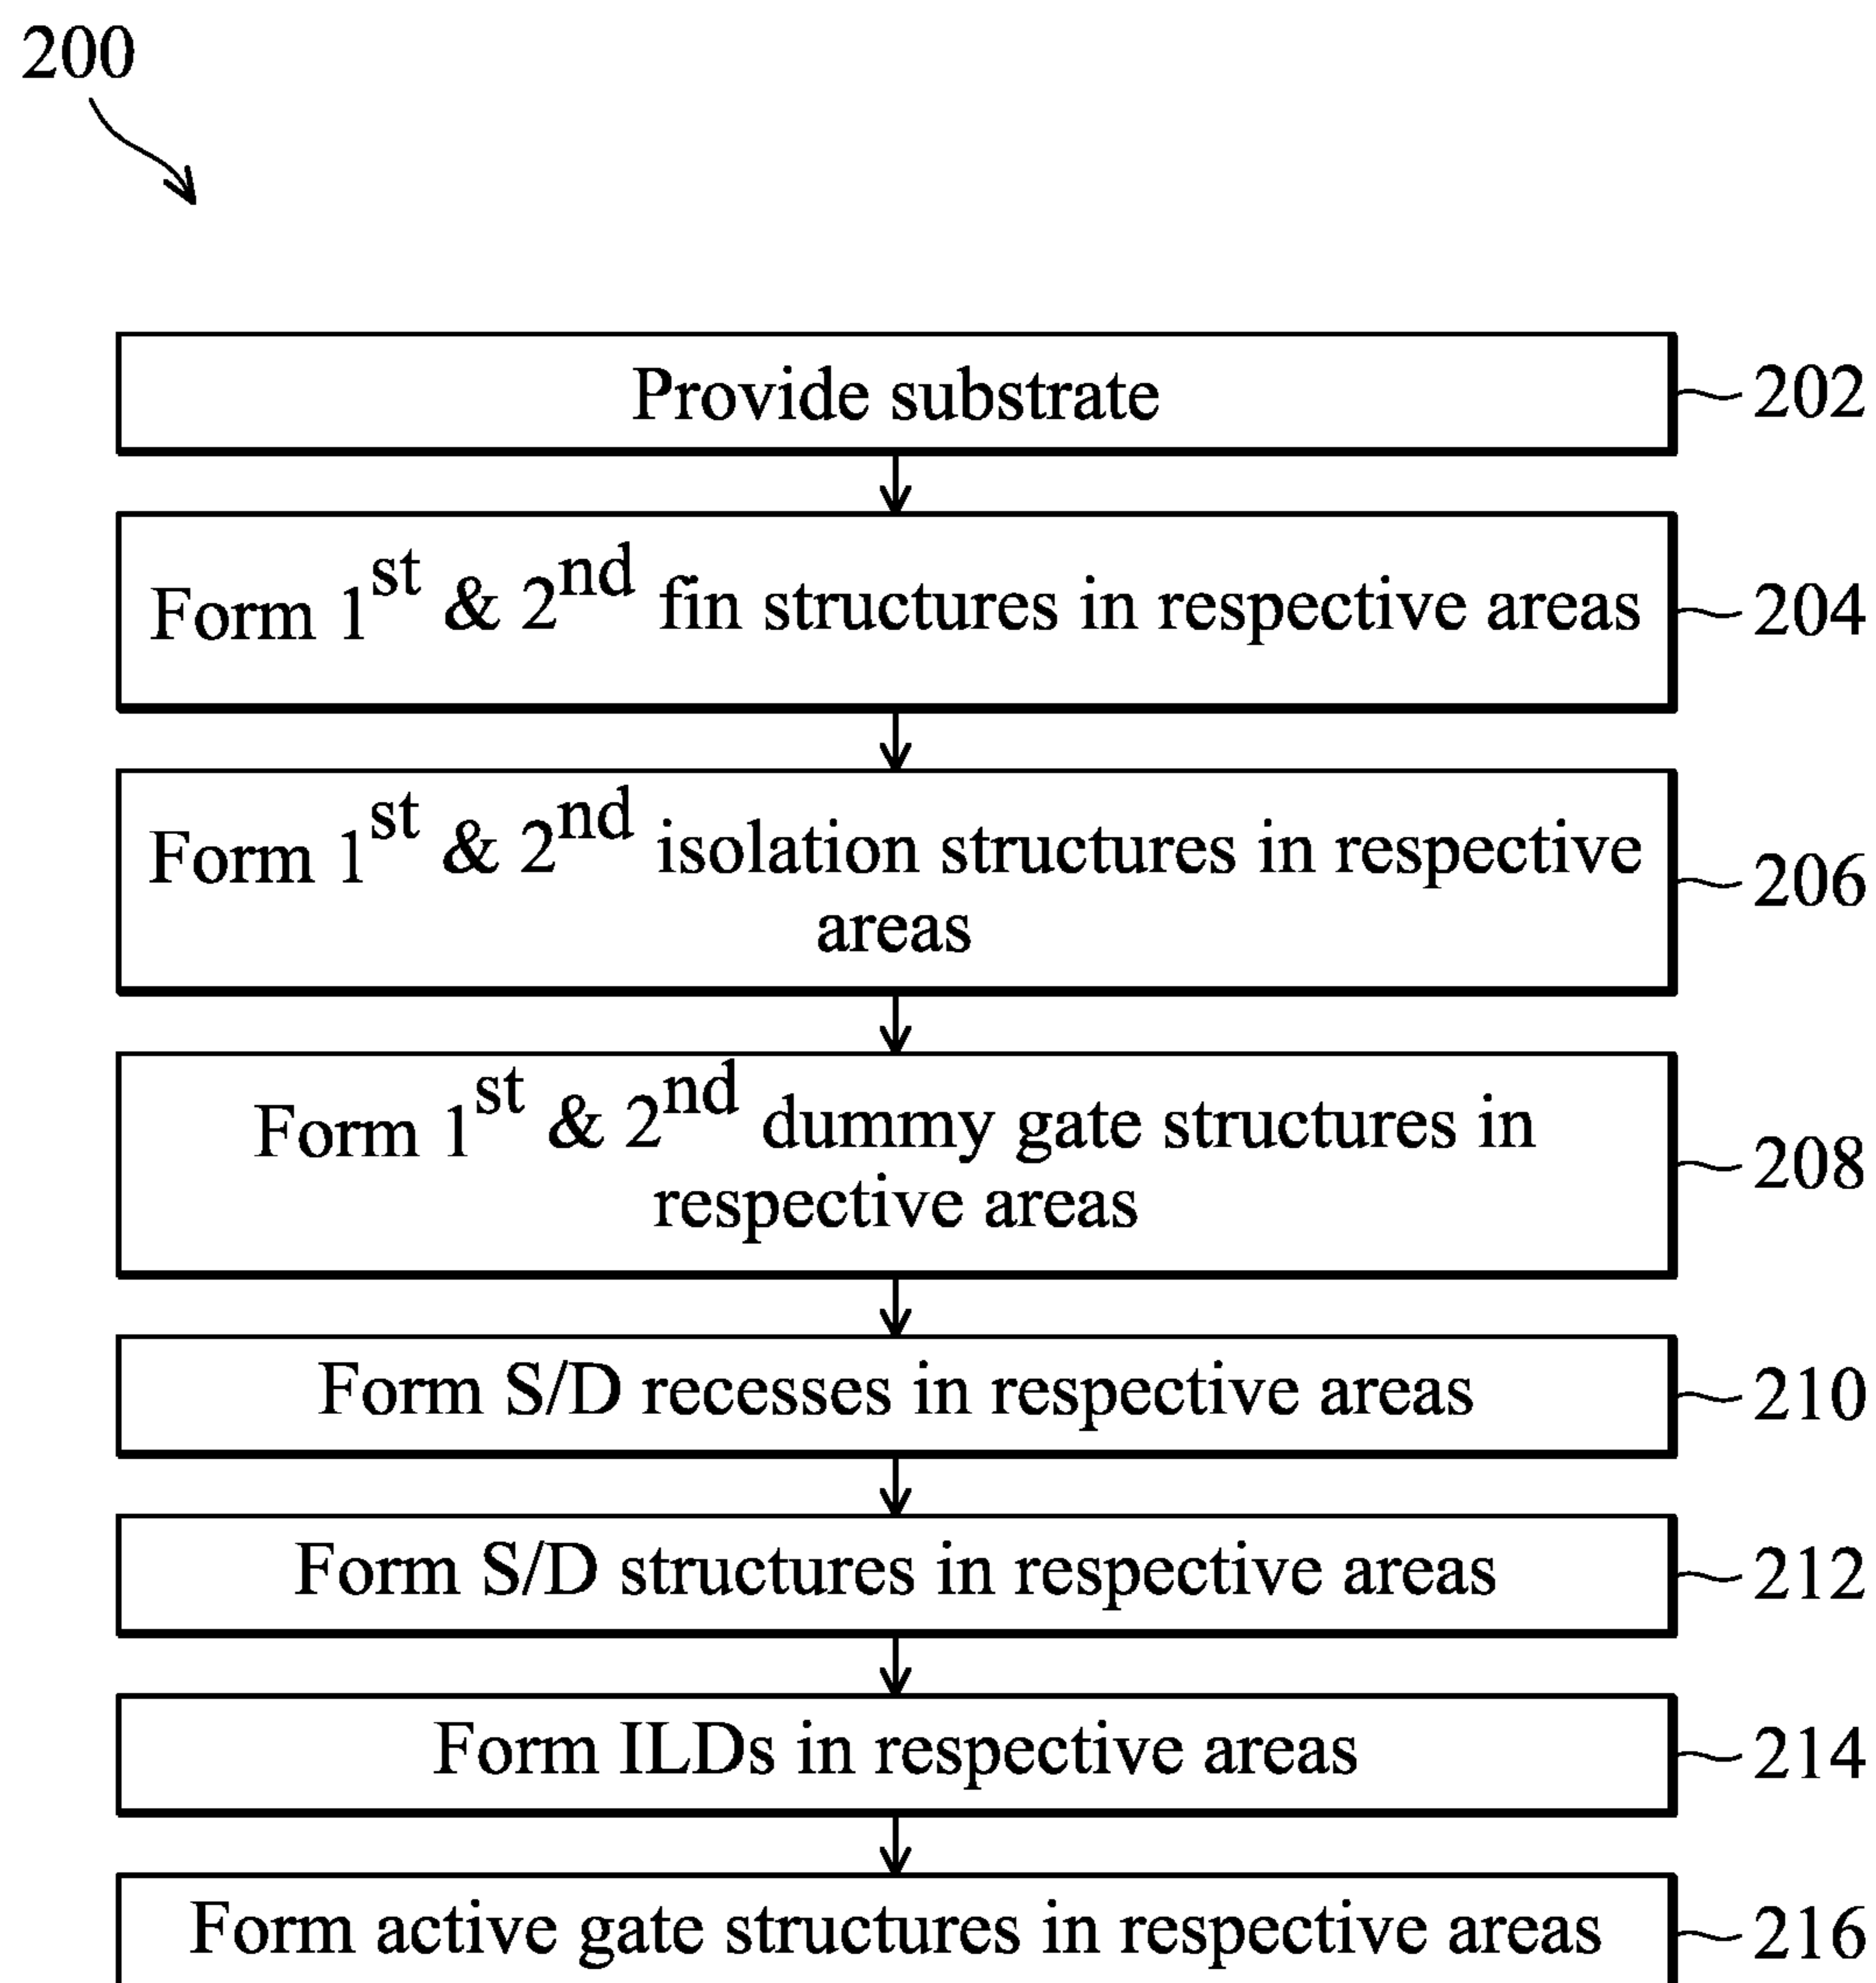 200
Provide substrate
202
Form 1st & 2nd fin structures in respective areas
204
Form 1st & 2nd isolation structures in respective
areas
206
Form 1st & 2nd dummy gate structures in
respective areas
208
Form S/D recesses in respective areas
210
Form S/D structures in respective areas
212
Form ILDs in respective areas
214
Form active gate structures in respective areas
216